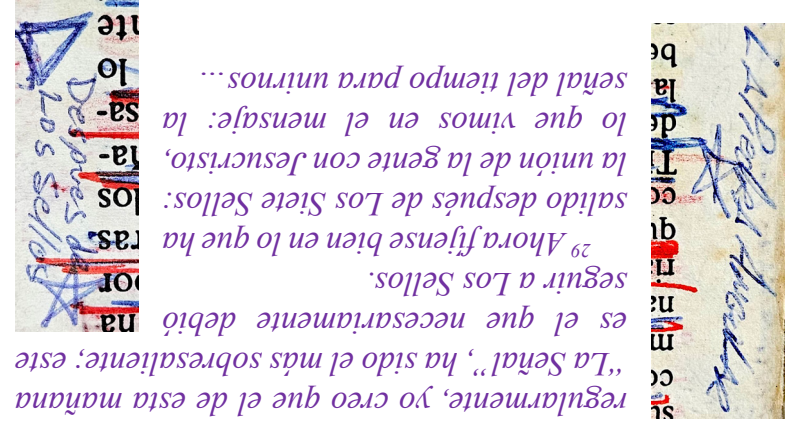 regularmente, yo creo que el de esta mañana
“La Señal”, ha sido el más sobresaliente; este
es el que necesariamente debió
seguir a Los Sellos.
29 Ahora fíjense bien en lo que ha
salido después de Los Siete Sellos:
la unión de la gente con Jesucristo,
lo que vimos en el mensaje: la
señal del tiempo para unirnos…
Despues de
Los Sellos